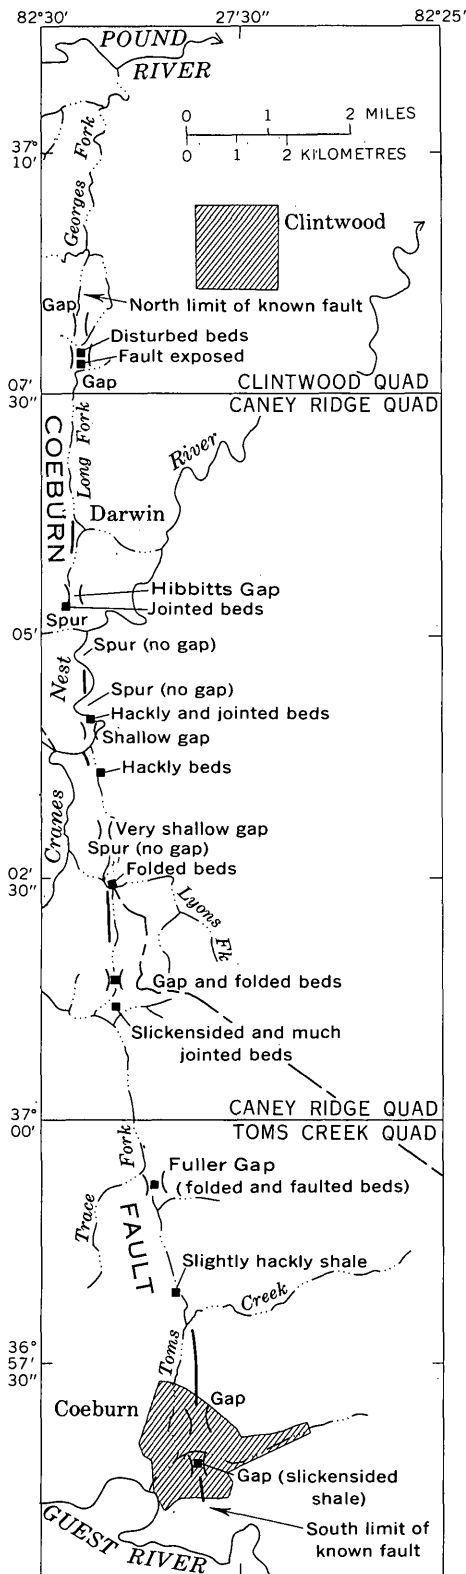 82°30' 27'30" 82°25'
POUND
RIVER
0 1 2 MILES
0 1 2 KILOMETRES
37°
10'
Georges Fork
Clintwood
Gap
North limit of known fault
Disturbed beds
Fault exposed
Gap
07'
30"
CLINTWOOD QUAD
CANEY RIDGE QUAD
Long Fork
COEBURN
River
Darwin
Hibbitts Gap
Jointed beds
Spur
05'
Spur (no gap)
Nest
Spur (no gap)
Hackly and jointed beds
Shallow gap
Hackly beds
Cranes
Very shallow gap
Spur (no gap)
Folded beds
02'
30"
Lyons
Fk
Gap and folded beds
Slickensided and much
jointed beds
CANEY RIDGE QUAD
37°
00'
TOMS CREEK QUAD
Fork
Fuller Gap
(folded and faulted beds)
Trace
FAULT
Slightly hackly shale
Creek
Toms
36°
57'
30"
Gap
Coeburn
Gap (slickensided
shale)
GUEST RIVER
South limit of
known fault